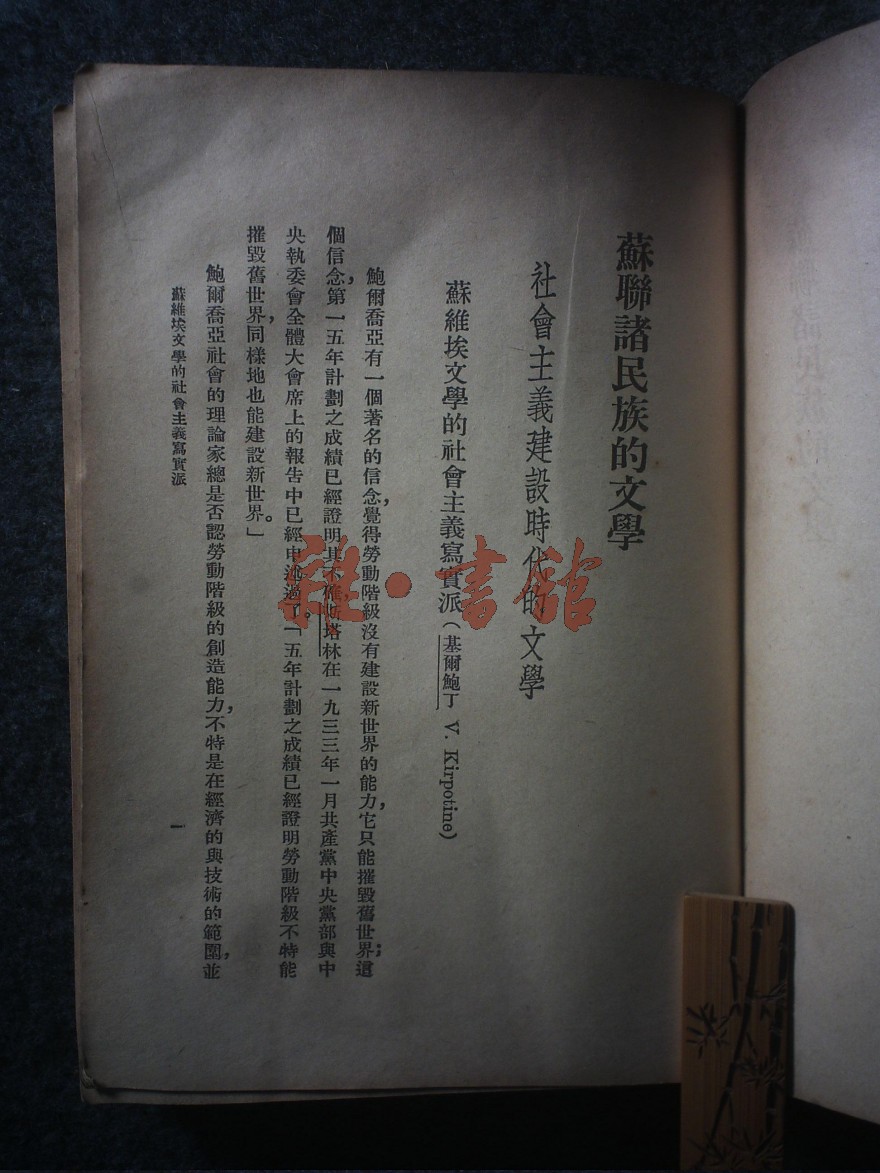 蘇聯諸民族的文學
社會主義建設時代的文學
蘇維埃文學的社會主義寫實派(基爾鮑丁 V. Kirpotine)
鮑爾喬亞有一個著名的信念,覺得勞動階級沒有建設新世界的能力,它只能摧毀舊世界;這
個信念,第一五年計劃之成績已經證明其不確。斯塔林在一九三三年一月共產黨中央黨部與中
央執委會全體大會席上的報告中已經申述過了。「五年計劃之成績已經證明勞動階級不特能
摧毀舊世界,同樣地也能建設新世界。」
鮑爾喬亞社會的理論家總是否認勞動階級的創造能力,不特是在經濟的與技術的範圍,並
蘇維埃文學的社會主義寫實派
一
雜·書館